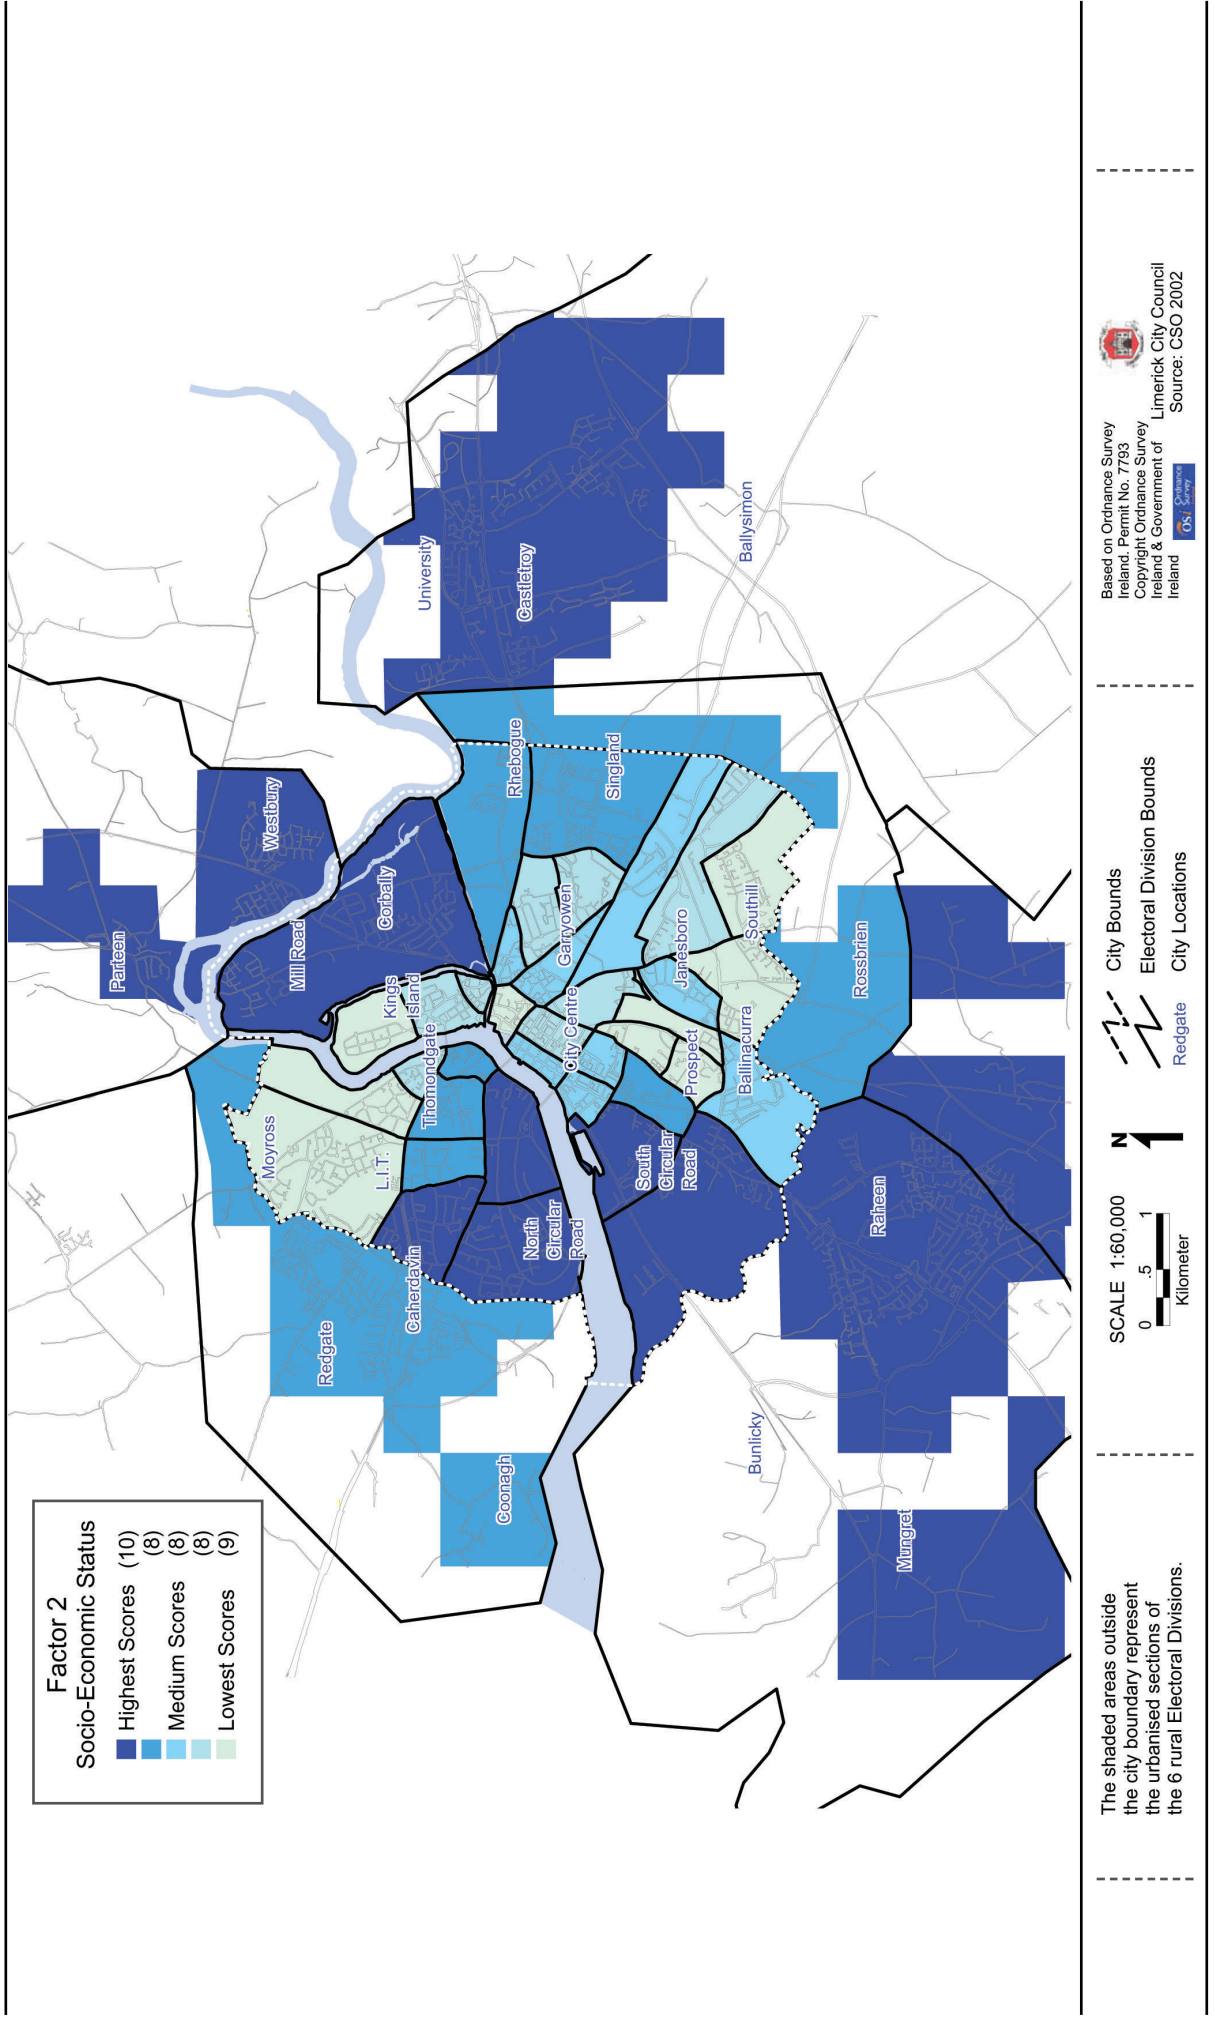 Factor 2
Socio-Economic Status
Highest Scores (10)
(8)
Medium Scores (8)
(8)
Lowest Scores (9)
Parteen
Westbury
Mill Road
Corbally
University
Castletroy
Ballysimon
Rhebogue
Singland
Kings
Island
Garryowen
Thomondgate
City Centre
Janesboro
Southill
Prospect
Ballinacurra
Rossbrien
Moyross
L.I.T.
Caherdavin
Redgate
Coonagh
North
Circular
Road
South
Circular
Road
Raheen
Bunlicky
Mungret
The shaded areas outside
the city boundary represent
the urbanised sections of
the 6 rural Electoral Divisions.
SCALE 1:60,000
0 .5 1
Kilometer
N
City Bounds
Electoral Division Bounds
Redgate City Locations
Based on Ordnance Survey
Ireland. Permit No. 7793
Copyright Ordnance Survey
Ireland & Government of
Ireland
OSi Ordnance
Survey
Limerick City Council
Source: CSO 2002